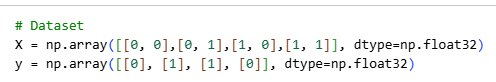 # Dataset
X = np.array([[0, 0],[0, 1],[1, 0],[1, 1]], dtype=np.float32)
y = np.array([[0], [1], [1], [0]], dtype=np.float32)